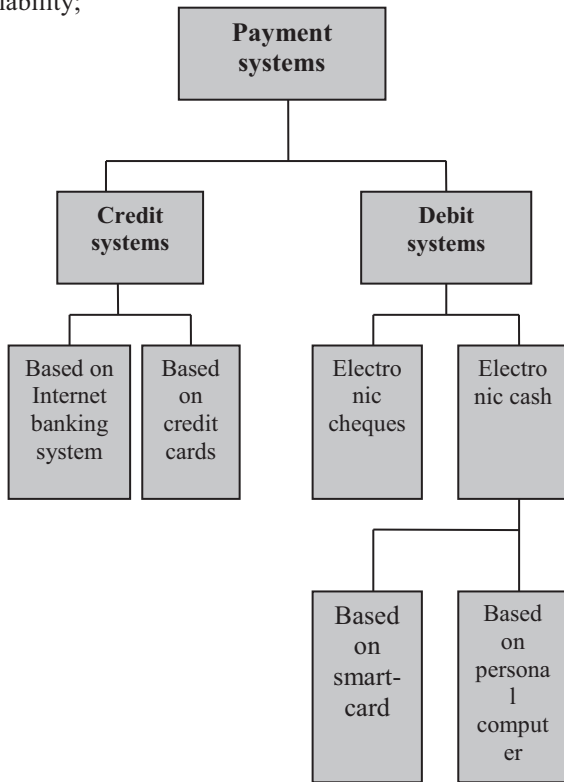 ability;
Payment
systems
Credit
systems
Debit
systems
Based on
Internet
banking
system
Based
on
credit
cards
Electro
nic
cheques
Electro
nic cash
Based
on
smart-
card
Based
on
persona
l
comput
er